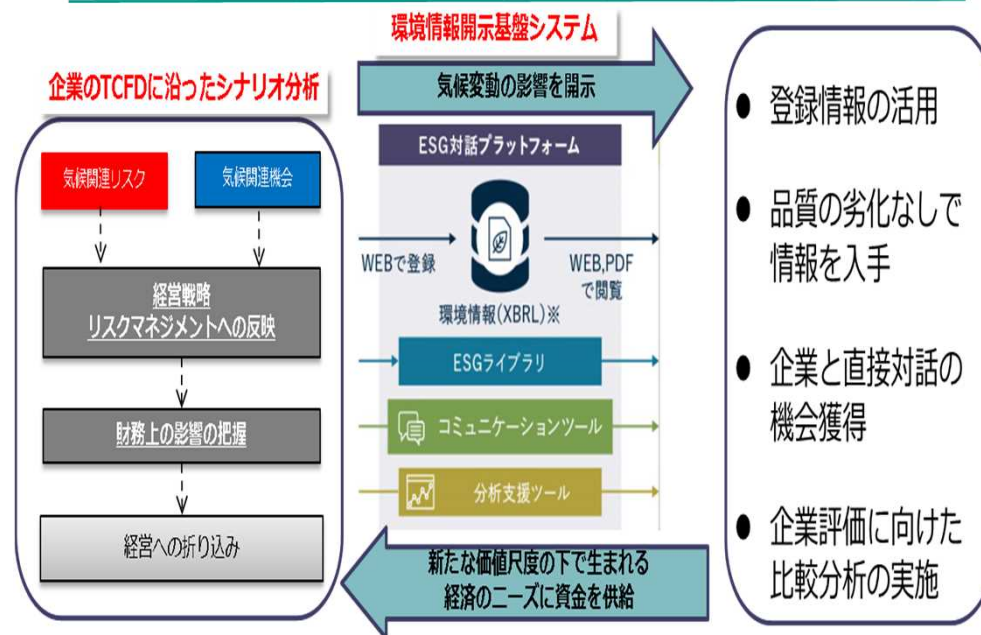 環境情報開示基盤システム
企業のTCFDに沿ったシナリオ分析
気候関連リスク
気候関連機会
経営戦略
リスクマネジメントへの反映
財務上の影響の把握
経営への折り込み
気候変動の影響を開示
ESG対話プラットフォーム
WEBで登録
WEB,PDF
で閲覧
環境情報(XBRL)※
ESGライブラリ
コミュニケーションツール
分析支援ツール
新たな価値尺度の下で生まれる
経済のニーズに資金を供給
● 登録情報の活用
● 品質の劣化なしで
情報を入手
● 企業と直接対話の
機会獲得
● 企業評価に向けた
比較分析の実施